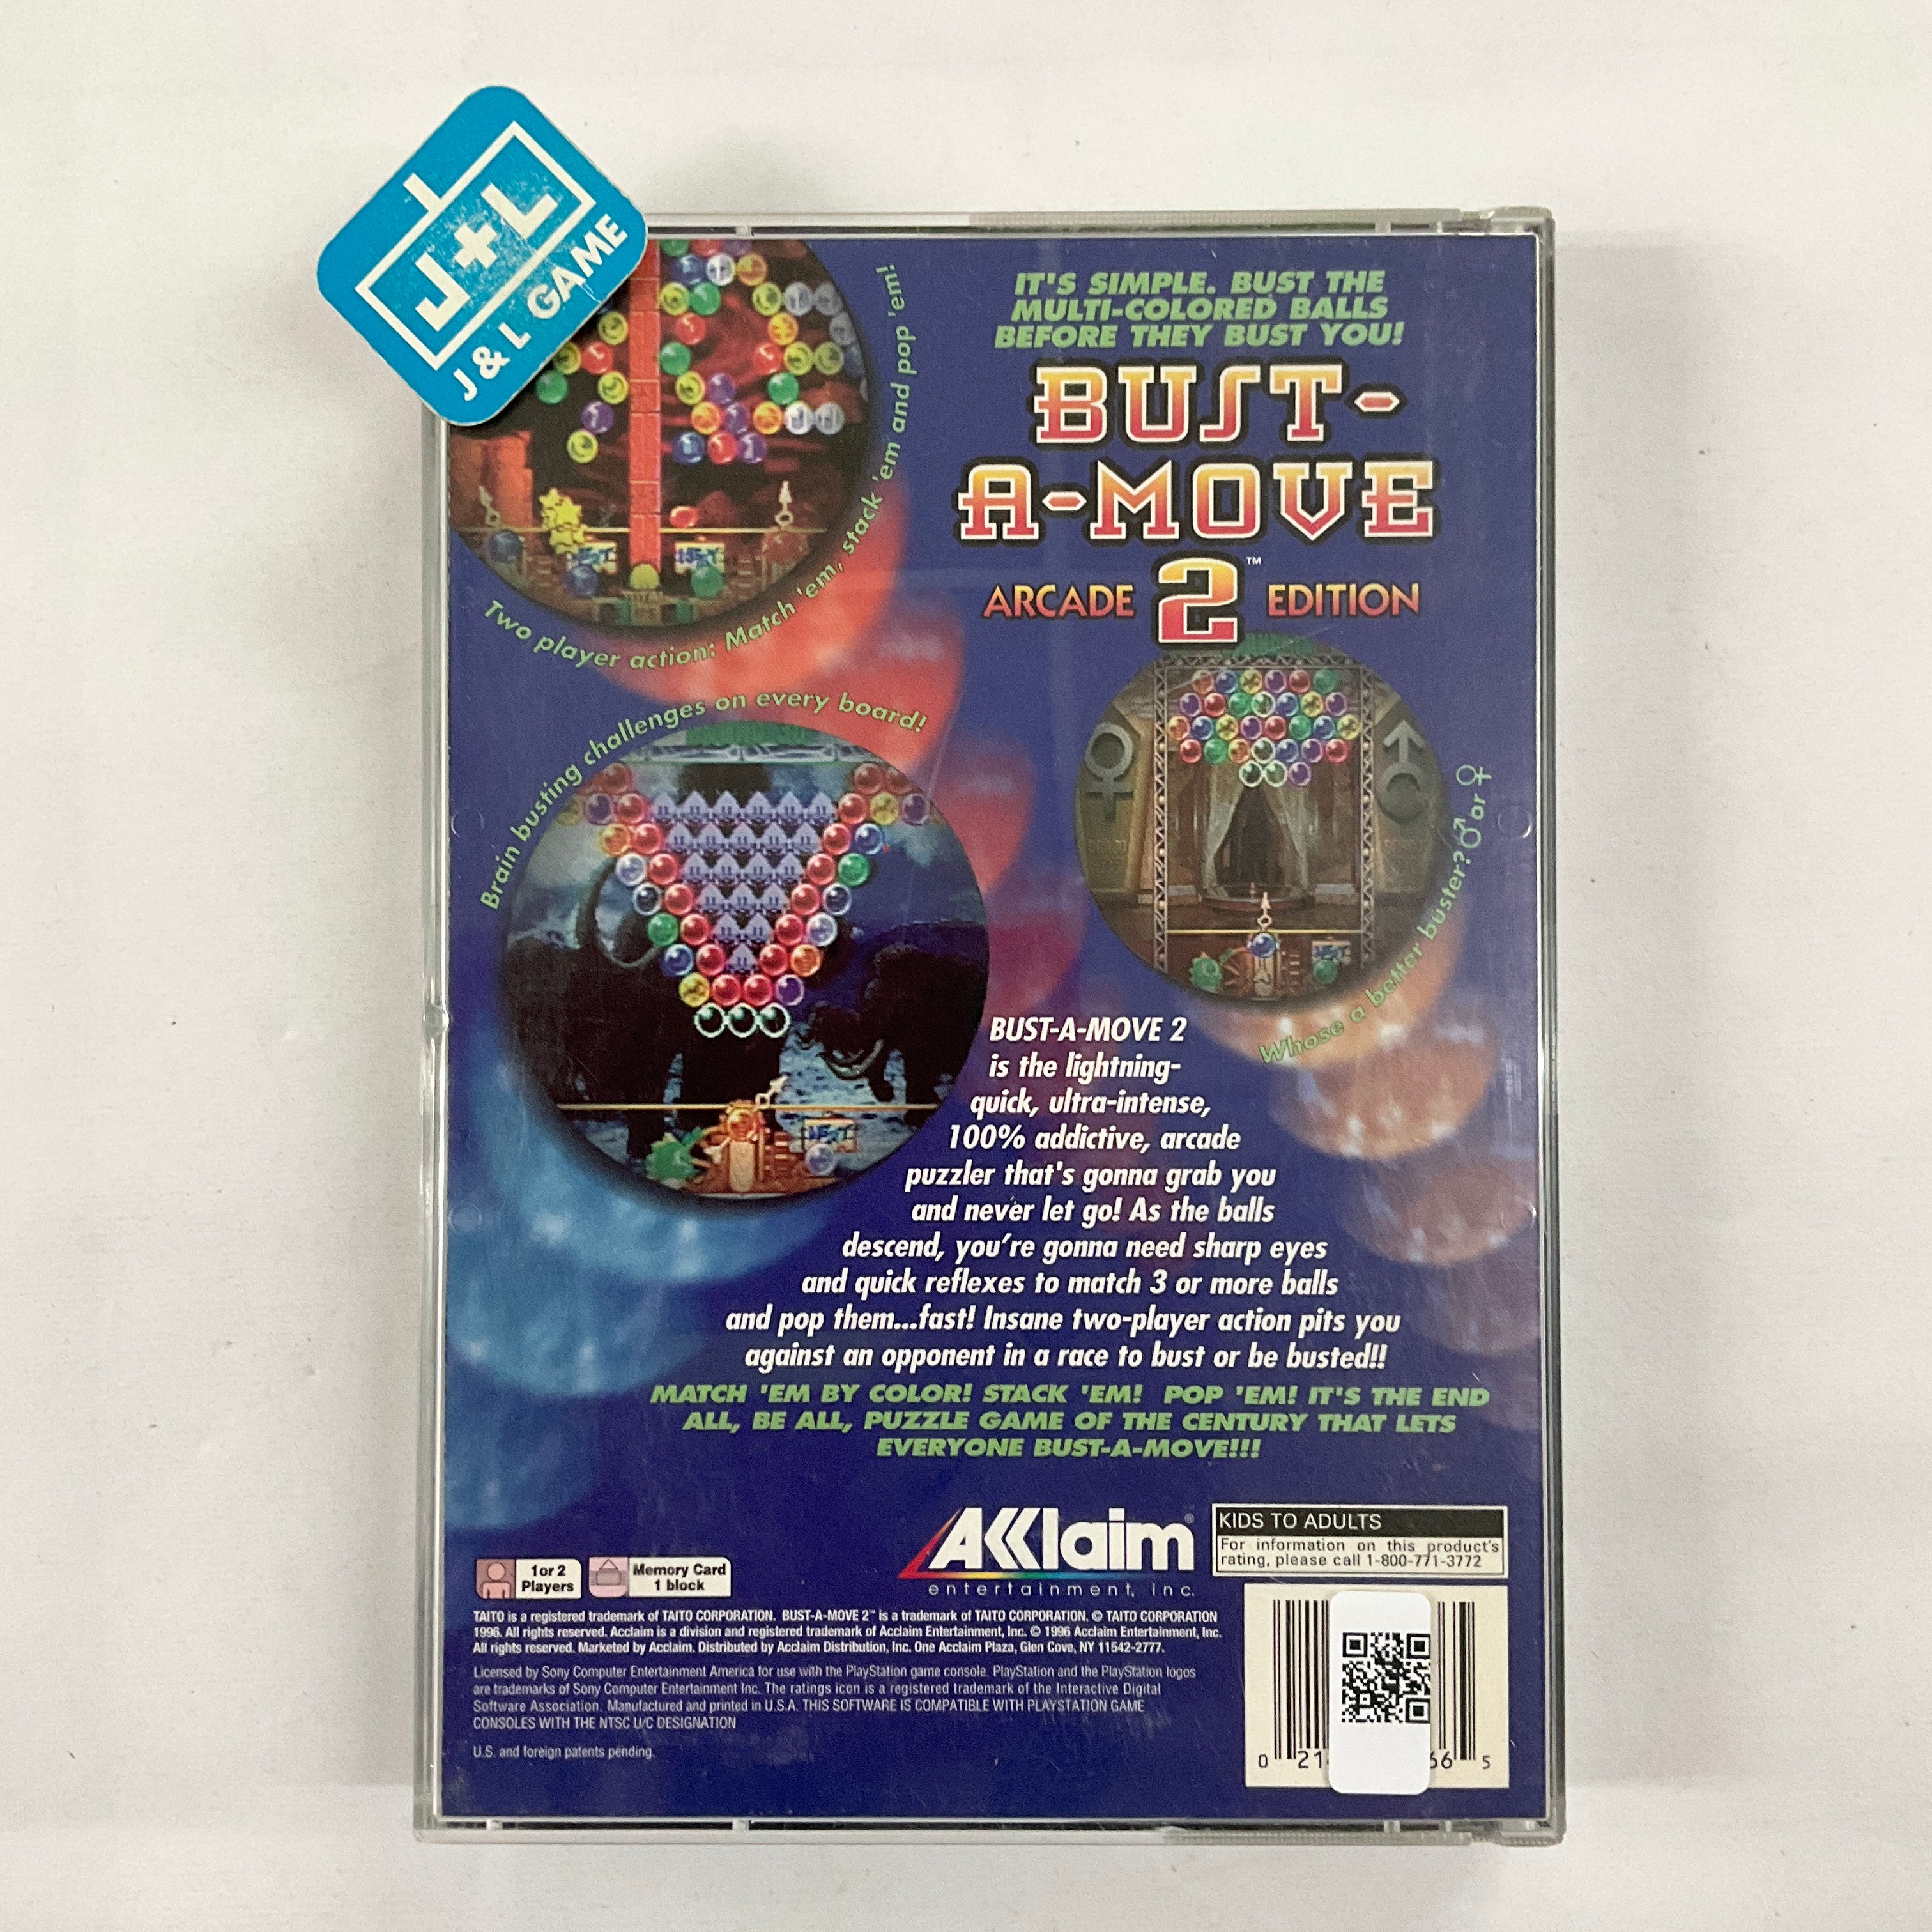 J+L
J & L GAME
Two player action: Match 'em, stack 'em and pop 'em!
IT'S SIMPLE. BUST THE
MULTI-COLORED BALLS
BEFORE THEY BUST YOU!
BUST-
A-MOVE
ARCADE 2™ EDITION
Brain busting challenges on every board!
NEXT
Whose a better buster? ♂ or ♀
BUST-A-MOVE 2
is the lightning-
quick, ultra-intense,
100% addictive, arcade
puzzler that's gonna grab you
and never let go! As the balls
descend, you're gonna need sharp eyes
and quick reflexes to match 3 or more balls
and pop them...fast! Insane two-player action pits you
against an opponent in a race to bust or be busted!!
MATCH 'EM BY COLOR! STACK 'EM! POP 'EM! IT'S THE END
ALL, BE ALL, PUZZLE GAME OF THE CENTURY THAT LETS
EVERYONE BUST-A-MOVE!!!
AKKlaim®
entertainment, inc.
KIDS TO ADULTS
For information on this product's
rating, please call 1-800-771-3772
1 or 2
Players
Memory Card
1 block
TAITO is a registered trademark of TAITO CORPORATION. BUST-A-MOVE 2™ is a trademark of TAITO CORPORATION. © TAITO CORPORATION
1996. All rights reserved. Acclaim is a division and registered trademark of Acclaim Entertainment, Inc. © 1996 Acclaim Entertainment, Inc.
All rights reserved. Marketed by Acclaim. Distributed by Acclaim Distribution, Inc. One Acclaim Plaza, Glen Cove, NY 11542-2777.
Licensed by Sony Computer Entertainment America for use with the PlayStation game console. PlayStation and the PlayStation logos
are trademarks of Sony Computer Entertainment Inc. The ratings icon is a registered trademark of the Interactive Digital
Software Association. Manufactured and printed in U.S.A. THIS SOFTWARE IS COMPATIBLE WITH PLAYSTATION GAME
CONSOLES WITH THE NTSC U/C DESIGNATION
U.S. and foreign patents pending.
0 21 66 5